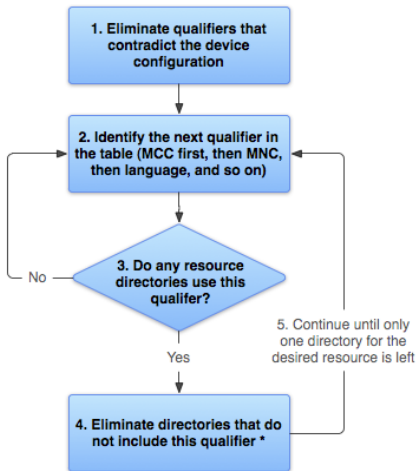 1. Eliminate qualifiers that
contradict the device
configuration
2. Identify the next qualifier in
the table (MCC first, then MNC,
then language, and so on)
3. Do any resource
directories use this
qualifer?
No
Yes
5. Continue until only
one directory for the
desired resource is left
4. Eliminate directories that do
not include this qualifier *